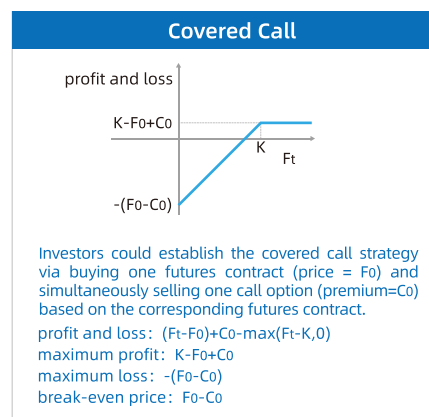 Covered Call
profit and loss
K-F0+C0
K
Ft
-(F0-C0)
Investors could establish the covered call strategy
via buying one futures contract (price = F0) and
simultaneously selling one call option (premium=C0)
based on the corresponding futures contract.
profit and loss: (Ft-F0)+C0-max(Ft-K,0)
maximum profit: K-F0+C0
maximum loss: -(F0-C0)
break-even price: F0-C0